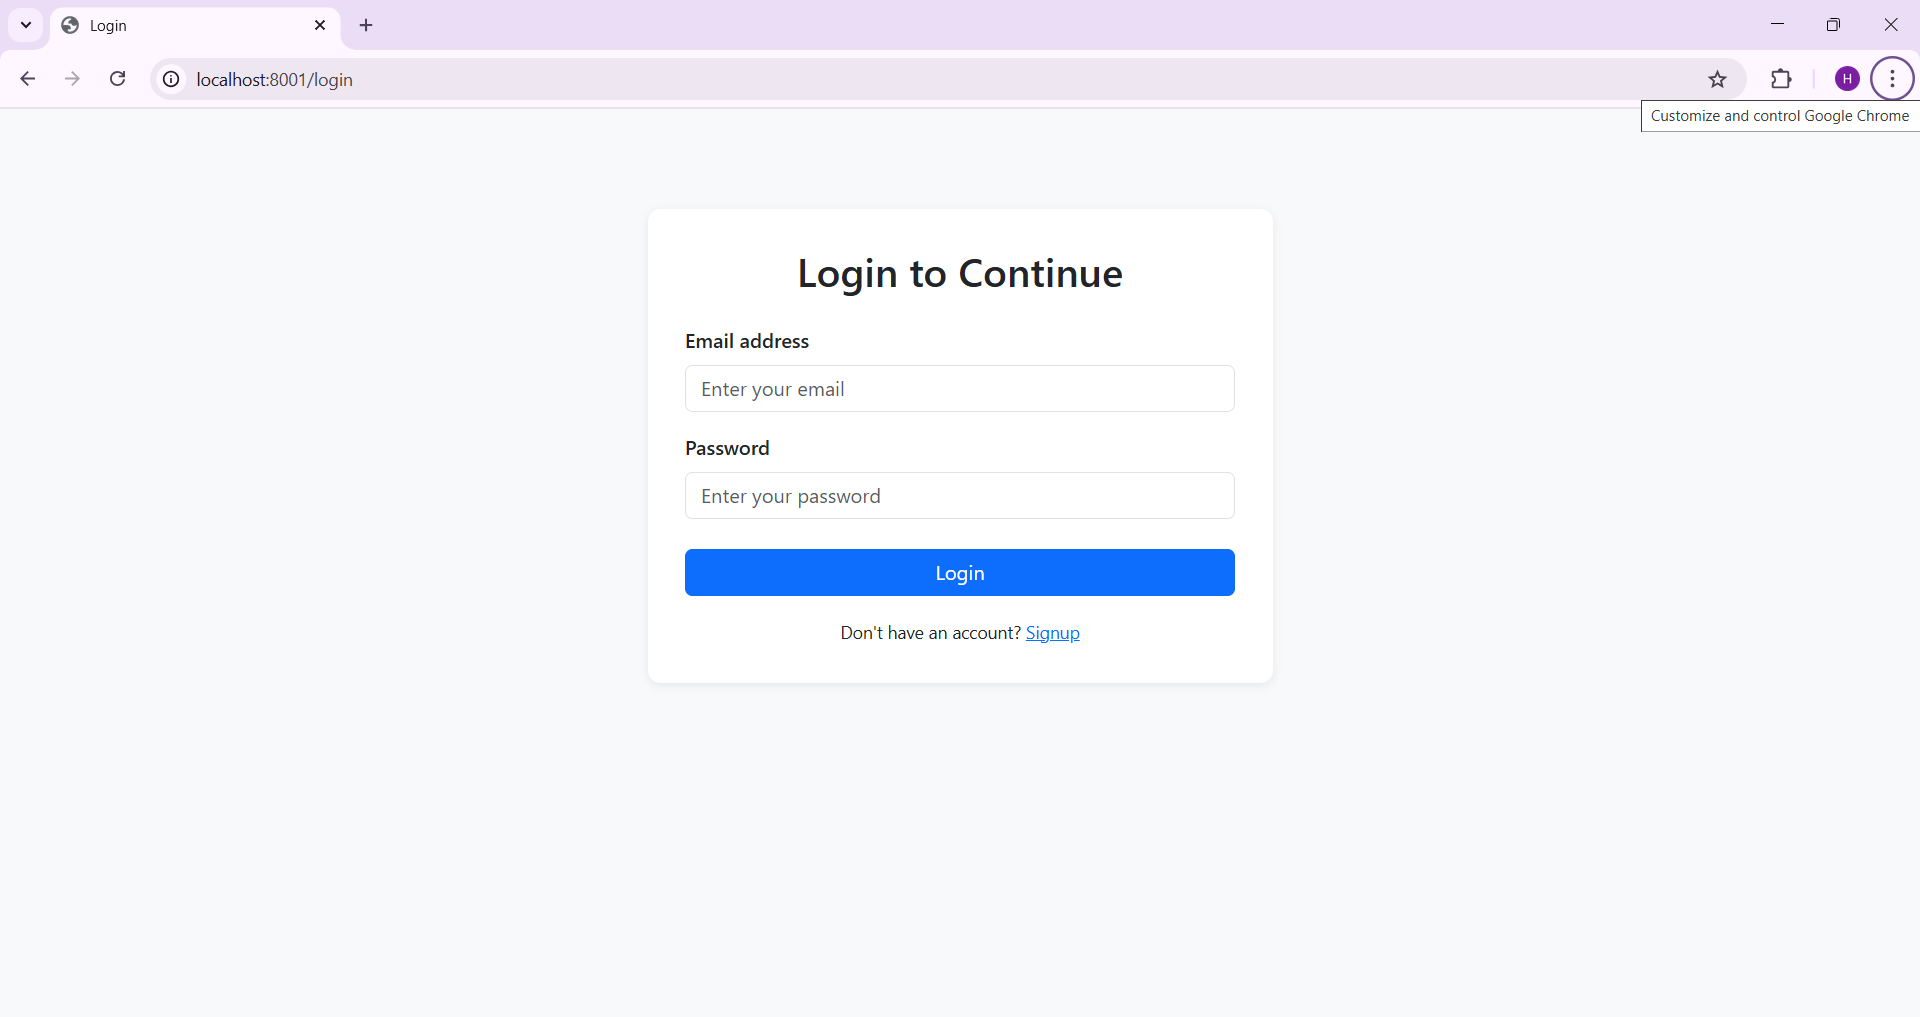 Login
localhost:8001/login
H
Customize and control Google Chrome
Login to Continue
Email address
Enter your email
Password
Enter your password
Login
Don't have an account? Signup